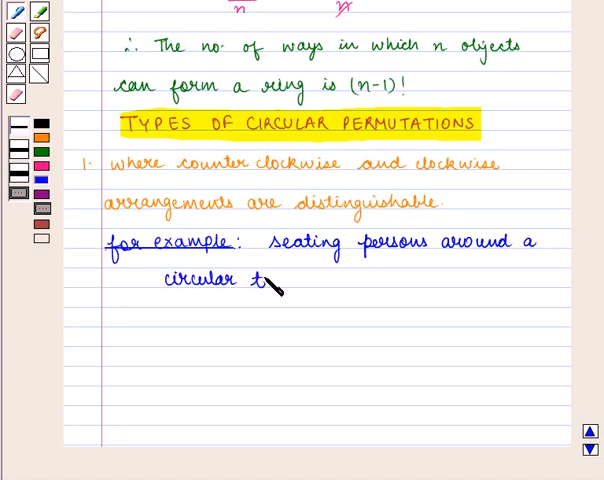 n n
∴ The no. of ways in which n objects
can form a ring is (n-1)!
TYPES OF CIRCULAR PERMUTATIONS
1. where counter clockwise and clockwise
arrangements are distinguishable.
for example: seating persons around a
circular t